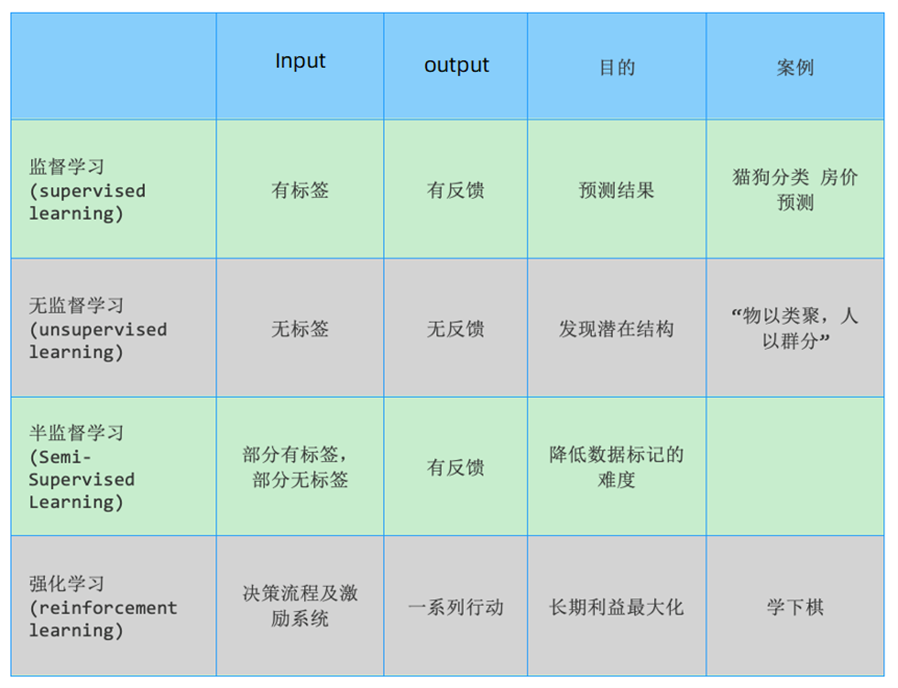 Input
output
目的
案例
监督学习
(supervised
learning)
有标签
有反馈
预测结果
猫狗分类 房价
预测
无监督学习
(unsupervised
learning)
无标签
无反馈
发现潜在结构
“物以类聚，人
以群分”
半监督学习
(Semi-
Supervised
Learning)
部分有标签，
部分无标签
有反馈
降低数据标记的
难度
强化学习
(reinforcement
learning)
决策流程及激
励系统
一系列行动
长期利益最大化
学下棋